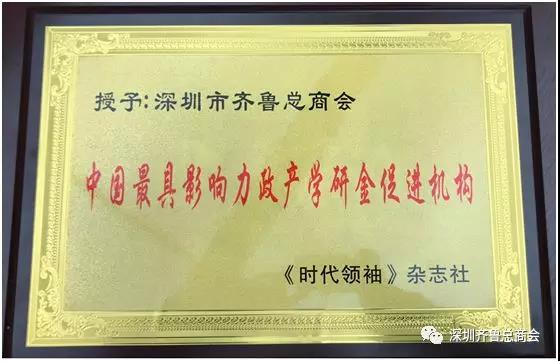 授予:深圳市齐鲁总商会
中国最具影响力政产学研金促进机构
《时代领袖》杂志社
深圳齐鲁总商会